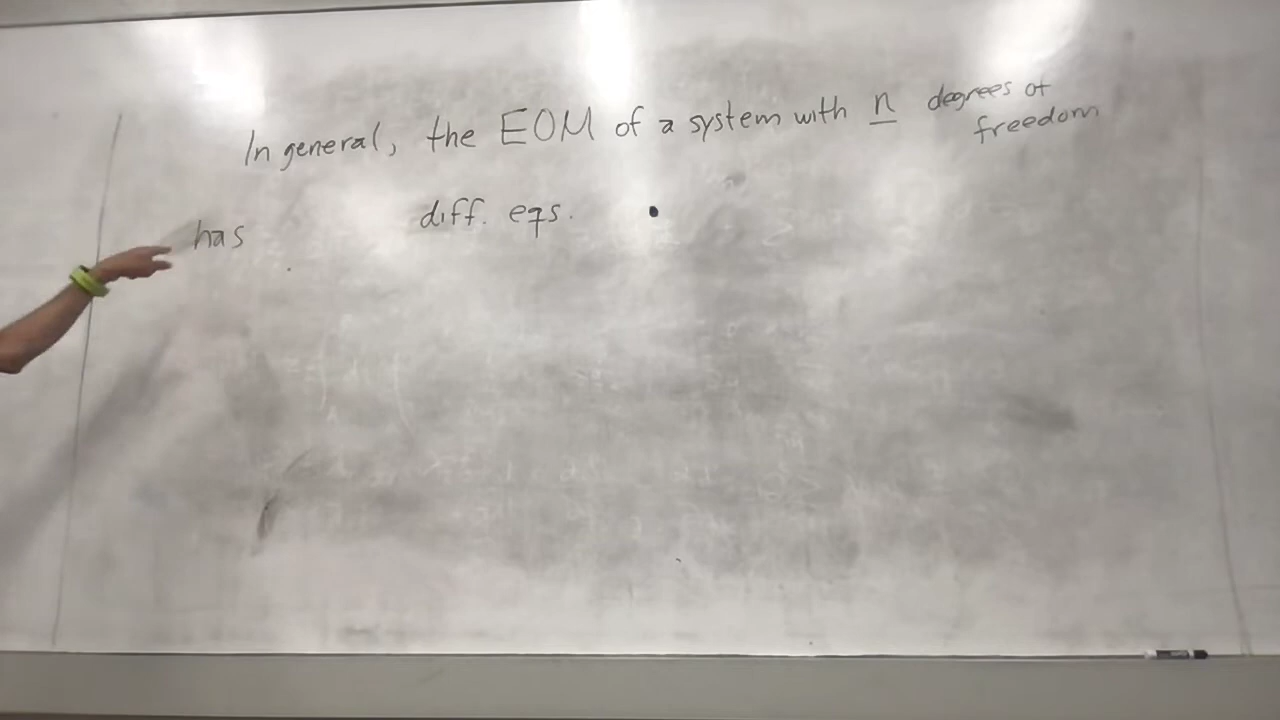 In general, the EOM of a system with n degrees of
freedom
has diff. eqs.